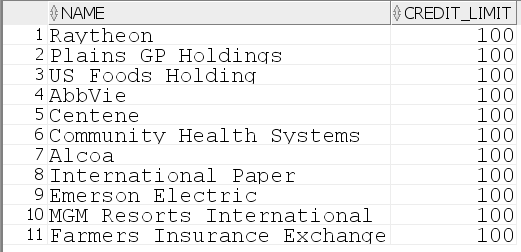 NAME CREDIT_LIMIT
1 Raytheon 100
2 Plains GP Holdings 100
3 US Foods Holding 100
4 AbbVie 100
5 Centene 100
6 Community Health Systems 100
7 Alcoa 100
8 International Paper 100
9 Emerson Electric 100
10 MGM Resorts International 100
11 Farmers Insurance Exchange 100